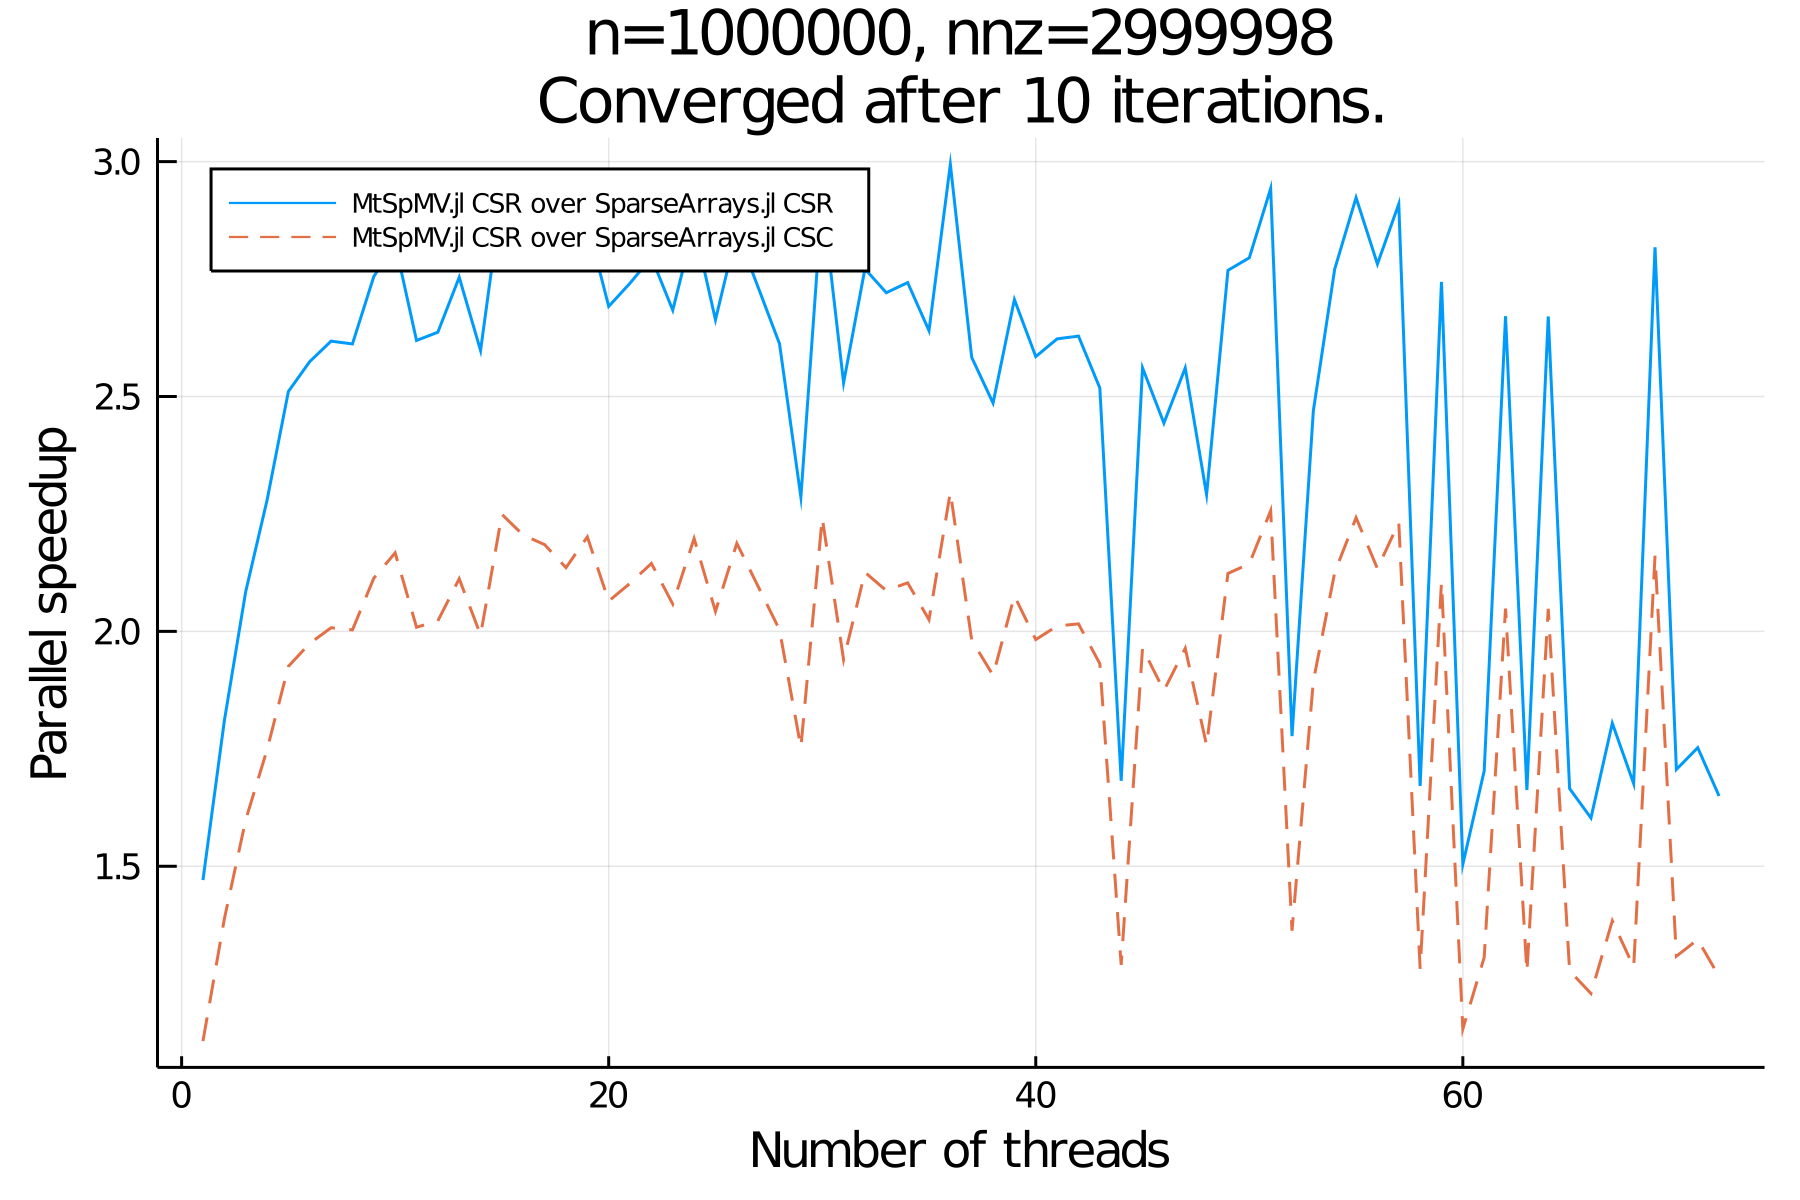 n=1000000, nnz=2999998
Converged after 10 iterations.
3.0
MtSpMV.jl CSR over SparseArrays.jl CSR
MtSpMV.jl CSR over SparseArrays.jl CSC
2.5
Parallel speedup
2.0
1.5
0 20 40 60
Number of threads